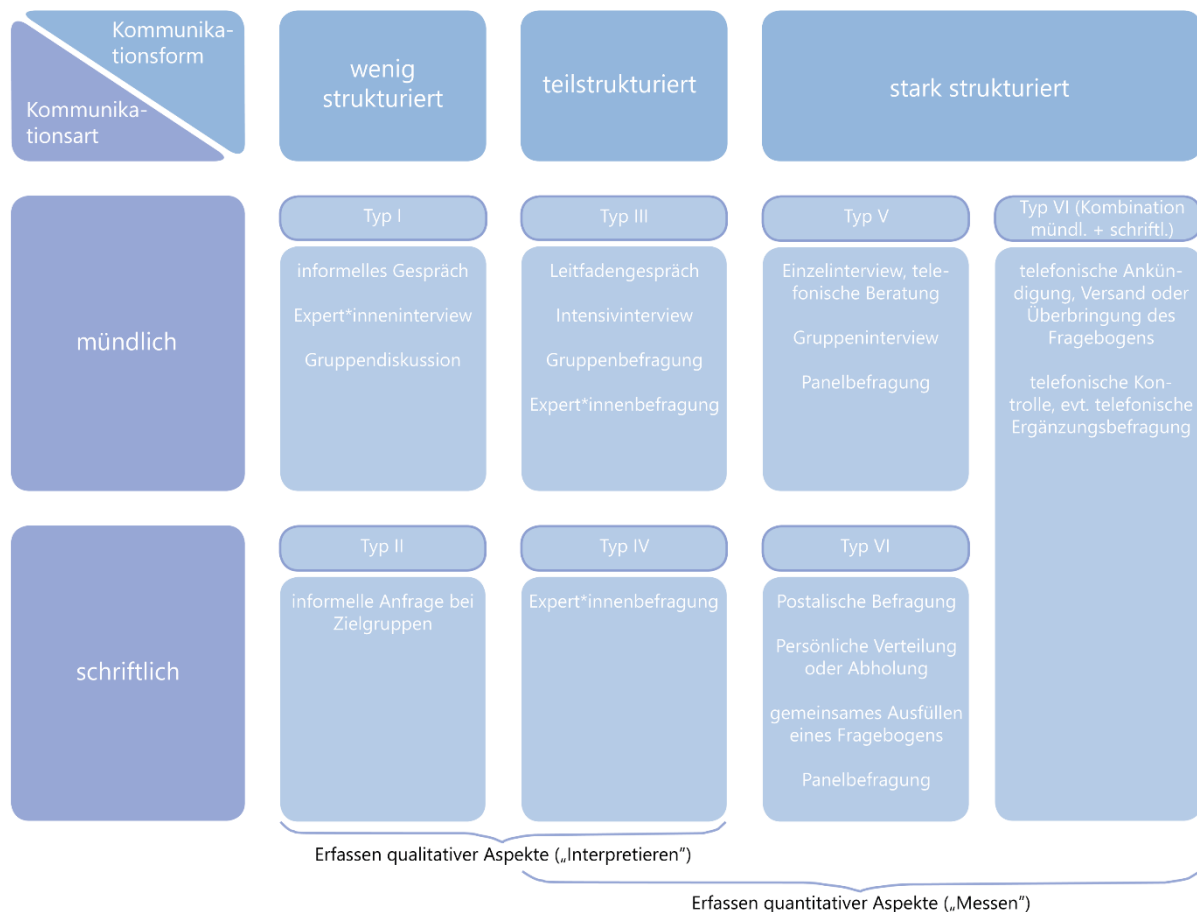 Kommunika-
tionsform
Kommunika-
tionsart
wenig
strukturiert
teilstrukturiert
stark strukturiert
mündlich
Typ I
informelles Gespräch
Expert*inneninterview
Gruppendiskussion
Typ III
Leitfadengespräch
Intensivinterview
Gruppenbefragung
Expert*innenbefragung
Typ V
Einzelinterview, tele-
fonische Beratung
Gruppeninterview
Panelbefragung
Typ VI (Kombination
mündl. + schriftl.)
telefonische Ankün-
digung, Versand oder
Überbringung des
Fragebogens
telefonische Kon-
trolle, evt. telefonische
Ergänzungsbefragung
schriftlich
Typ II
informelle Anfrage bei
Zielgruppen
Typ IV
Expert*innenbefragung
Typ VI
Postalische Befragung
Persönliche Verteilung
oder Abholung
gemeinsames Ausfüllen
eines Fragebogens
Panelbefragung
Erfassen qualitativer Aspekte („Interpretieren”)
Erfassen quantitativer Aspekte („Messen”)